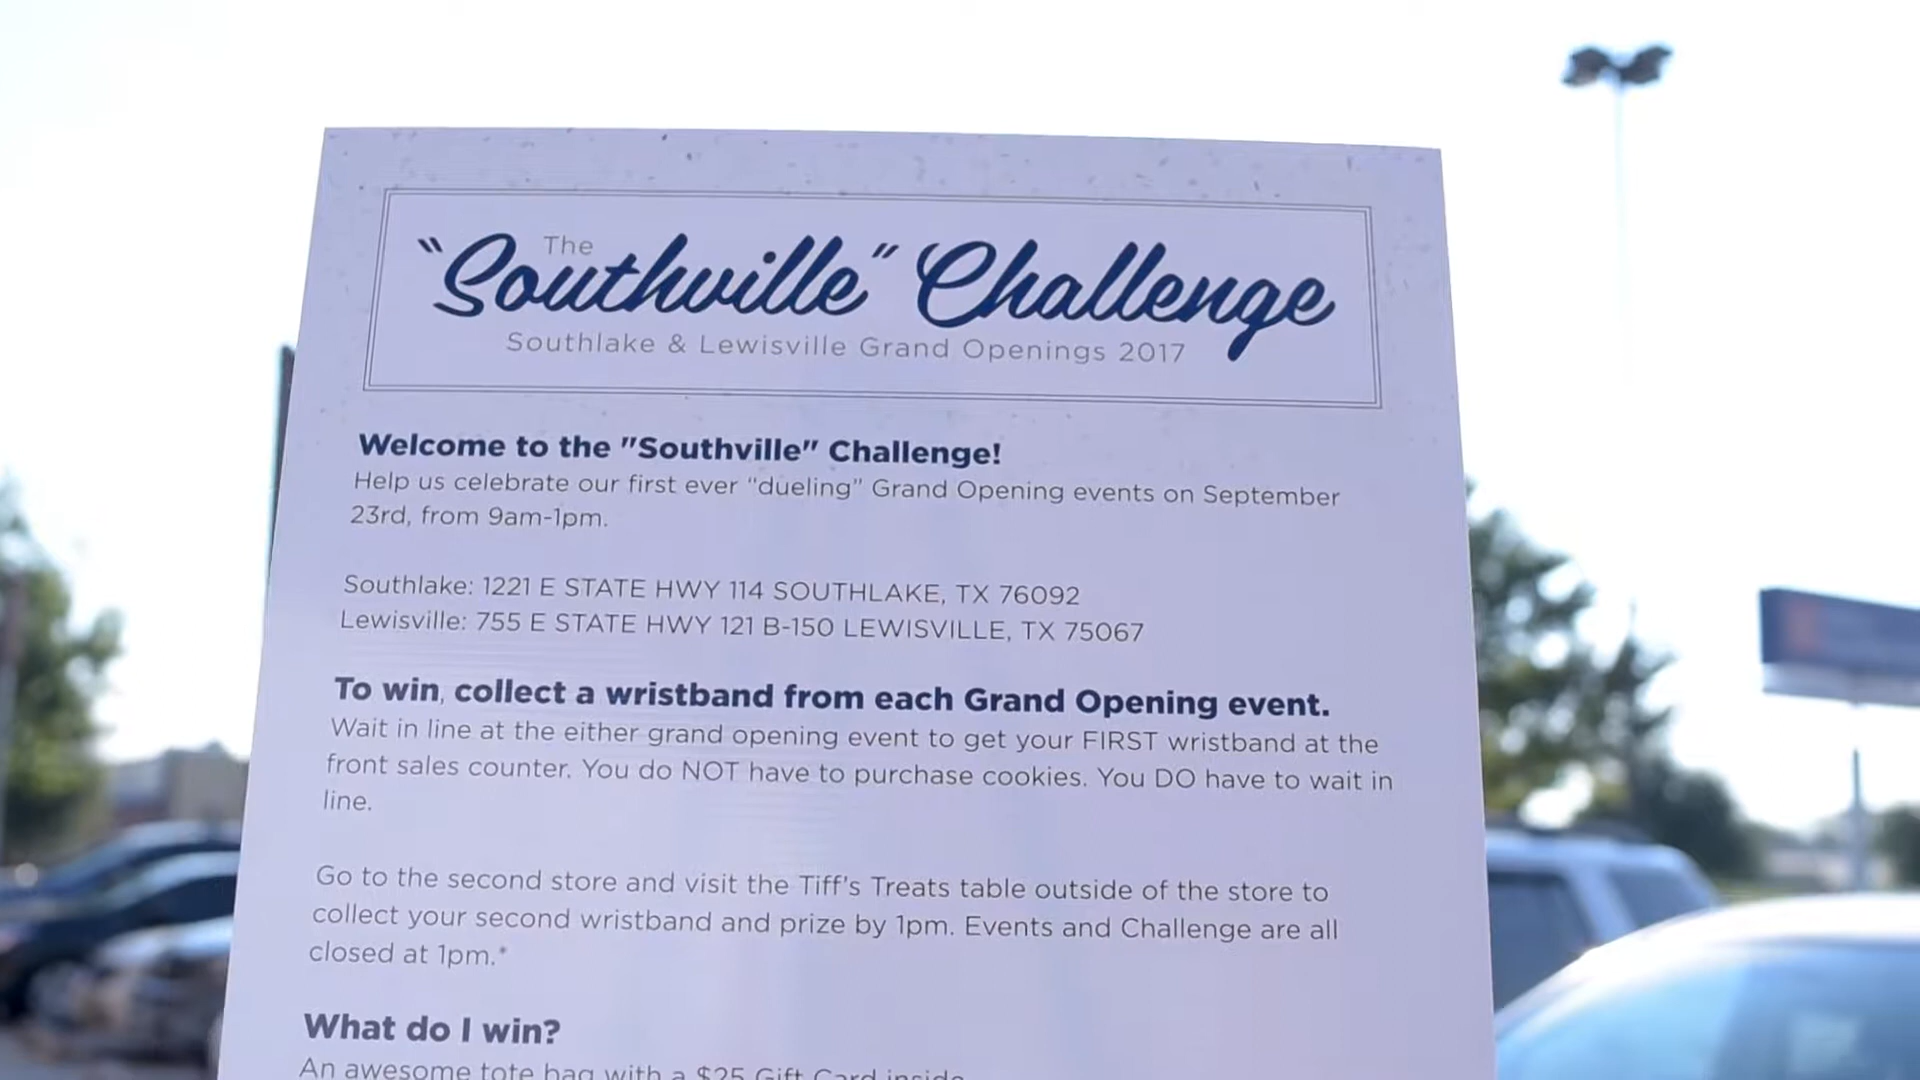 The
"Southville" Challenge
Southlake & Lewisville Grand Openings 2017
Welcome to the "Southville" Challenge!
Help us celebrate our first ever "dueling" Grand Opening events on September
23rd, from 9am-1pm.
Southlake: 1221 E STATE HWY 114 SOUTHLAKE, TX 76092
Lewisville: 755 E STATE HWY 121 B-150 LEWISVILLE, TX 75067
To win, collect a wristband from each Grand Opening event.
Wait in line at the either grand opening event to get your FIRST wristband at the
front sales counter. You do NOT have to purchase cookies. You DO have to wait in
line.
Go to the second store and visit the Tiff's Treats table outside of the store to
collect your second wristband and prize by 1pm. Events and Challenge are all
closed at 1pm.*
What do I win?
An awesome tote bag with a $25 Gift Card inside